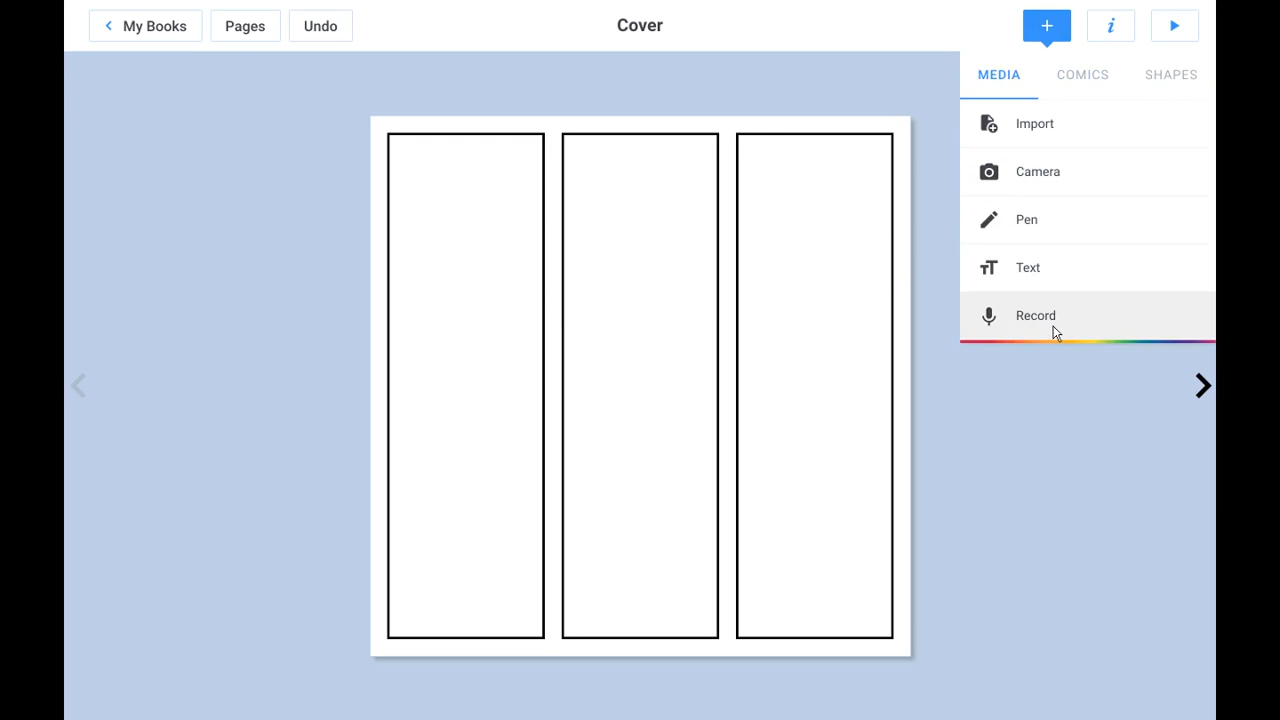 My Books Pages Undo Cover + i
MEDIA COMICS SHAPES
Import
Camera
Pen
Text
Record